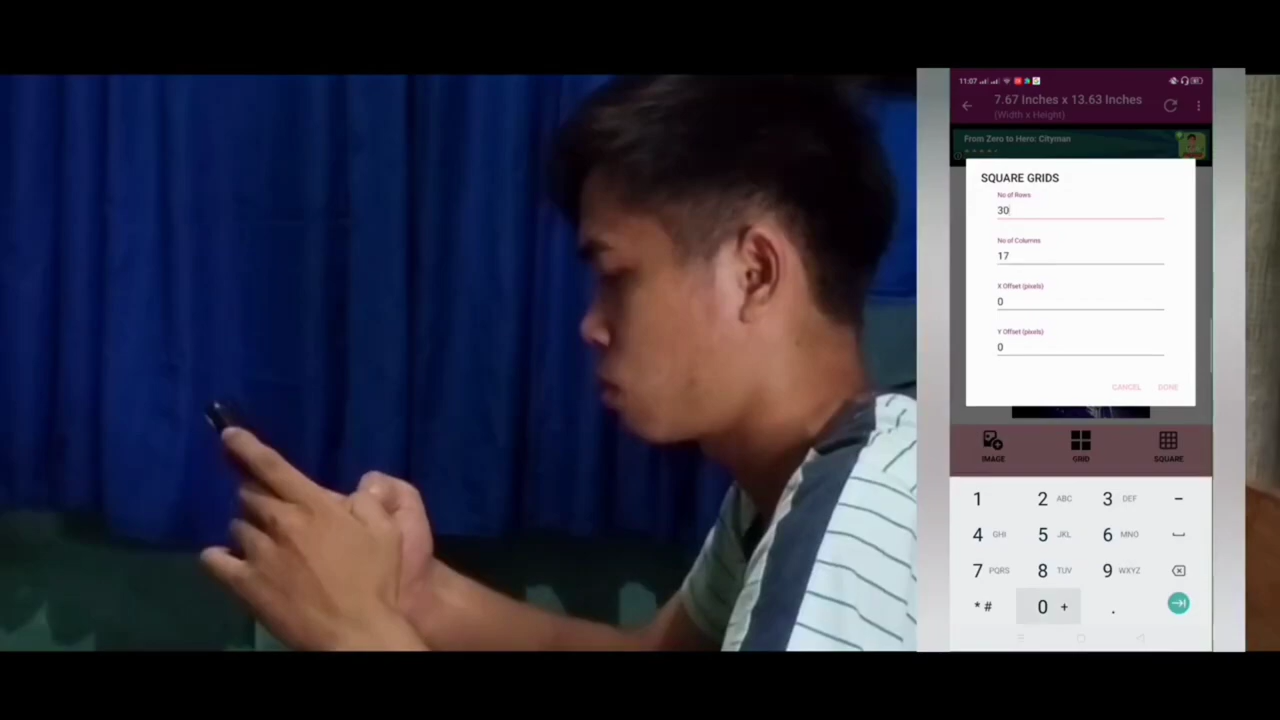 11:07
7.67 Inches x 13.63 Inches
(Width x Height)
From Zero to Hero: Cityman
SQUARE GRIDS
No of Rows
30
No of Columns
17
X Offset (pixels)
0
Y Offset (pixels)
0
CANCEL DONE
IMAGE GRID SQUARE
1 2 ABC 3 DEF -
4 GHI 5 JKL 6 MNO
7 PQRS 8 TUV 9 WXYZ
* # 0 + .